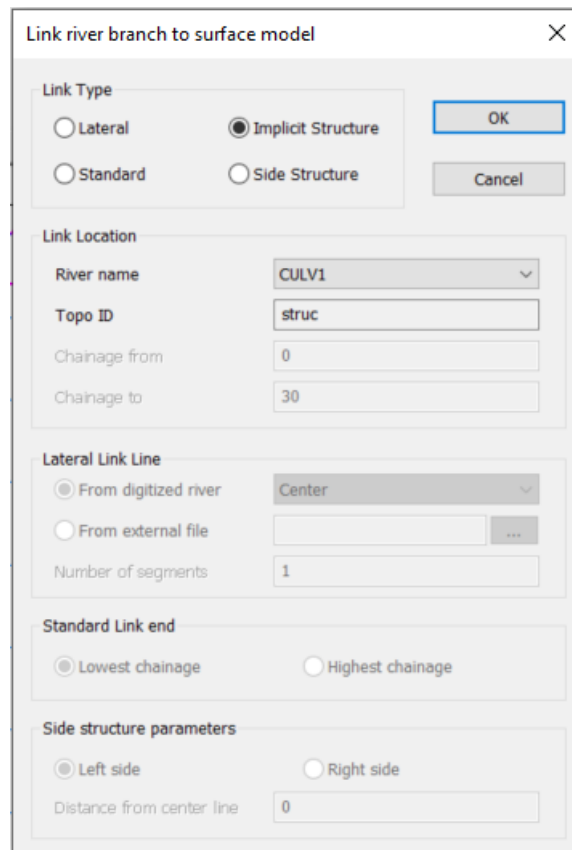 Link river branch to surface model
Link Type
Lateral
Implicit Structure
OK
Standard
Side Structure
Cancel
Link Location
River name
CULV1
Topo ID
struc
Chainage from
0
Chainage to
30
Lateral Link Line
From digitized river
Center
From external file
...
Number of segments
1
Standard Link end
Lowest chainage
Highest chainage
Side structure parameters
Left side
Right side
Distance from center line
0